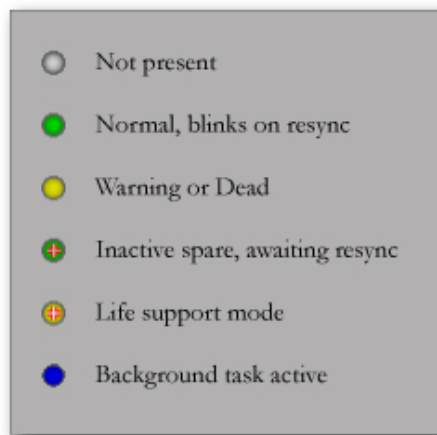 Not present
Normal, blinks on resync
Warning or Dead
Inactive spare, awaiting resync
Life support mode
Background task active